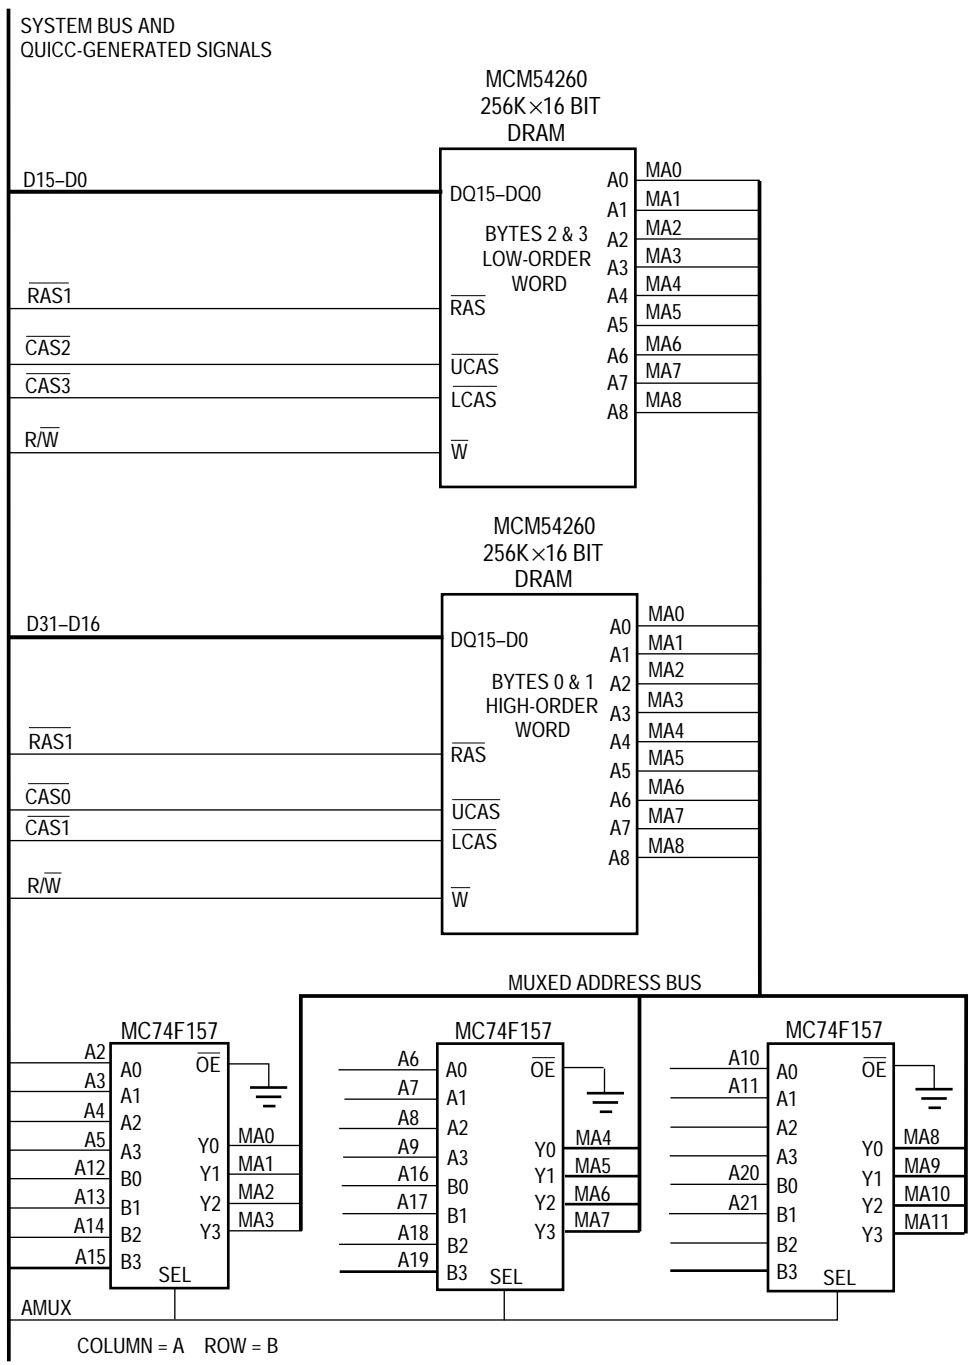 SYSTEM BUS AND
QUICC-GENERATED SIGNALS
MCM54260
256K×16 BIT
DRAM
D15–D0
DQ15–DQ0
BYTES 2 & 3
LOW-ORDER
WORD
RAS1
RAS
CAS2
UCAS
CAS3
LCAS
R/W
W
A0 MA0
A1 MA1
A2 MA2
A3 MA3
A4 MA4
A5 MA5
A6 MA6
A7 MA7
A8 MA8
MCM54260
256K×16 BIT
DRAM
D31–D16
DQ15–D0
BYTES 0 & 1
HIGH-ORDER
WORD
RAS1
RAS
CAS0
UCAS
CAS1
LCAS
R/W
W
A0 MA0
A1 MA1
A2 MA2
A3 MA3
A4 MA4
A5 MA5
A6 MA6
A7 MA7
A8 MA8
MUXED ADDRESS BUS
MC74F157
A2 A0 OE
A3 A1
A4 A2
A5 A3 Y0 MA0
A12 B0 Y1 MA1
A13 B1 Y2 MA2
A14 B2 Y3 MA3
A15 B3
SEL
MC74F157
A6 A0 OE
A7 A1
A8 A2
A9 A3 Y0 MA4
A16 B0 Y1 MA5
A17 B1 Y2 MA6
A18 B2 Y3 MA7
A19 B3
SEL
MC74F157
A10 A0 OE
A11 A1
A2
A3 Y0 MA8
A20 B0 Y1 MA9
A21 B1 Y2 MA10
B2 Y3 MA11
B3
SEL
AMUX
COLUMN = A ROW = B